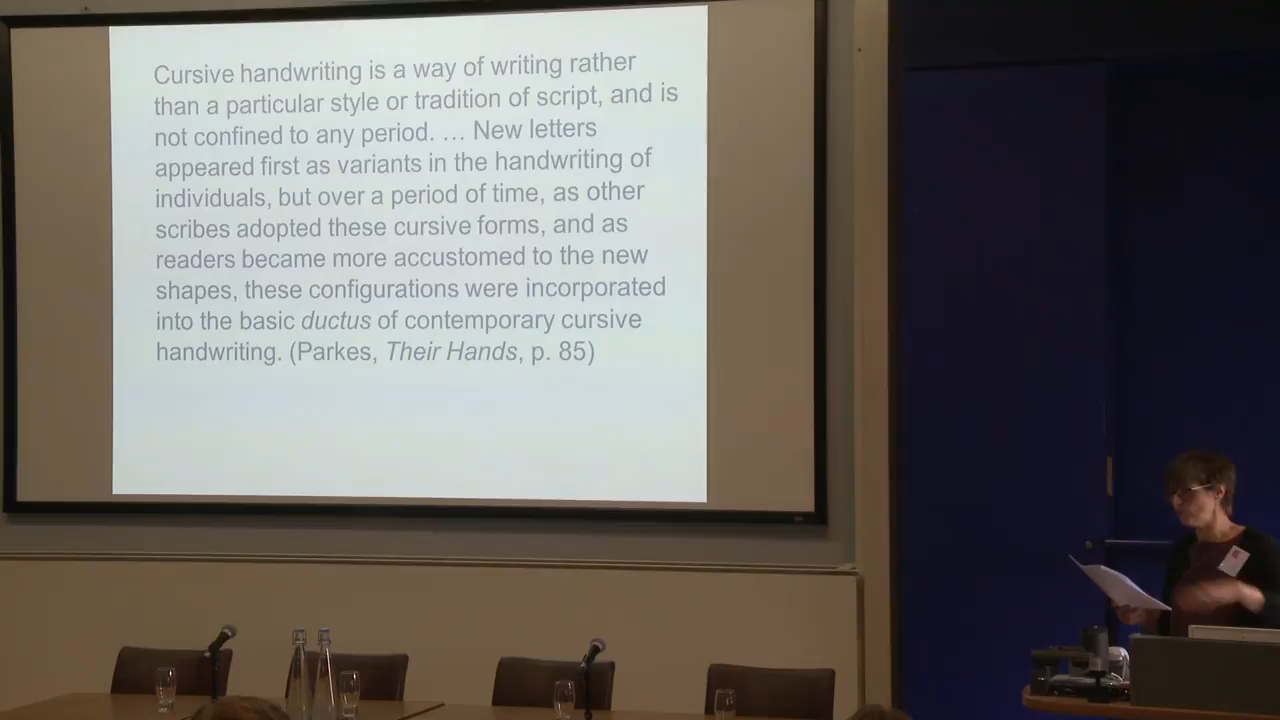 Cursive handwriting is a way of writing rather
than a particular style or tradition of script, and is
not confined to any period. … New letters
appeared first as variants in the handwriting of
individuals, but over a period of time, as other
scribes adopted these cursive forms, and as
readers became more accustomed to the new
shapes, these configurations were incorporated
into the basic ductus of contemporary cursive
handwriting. (Parkes, Their Hands, p. 85)